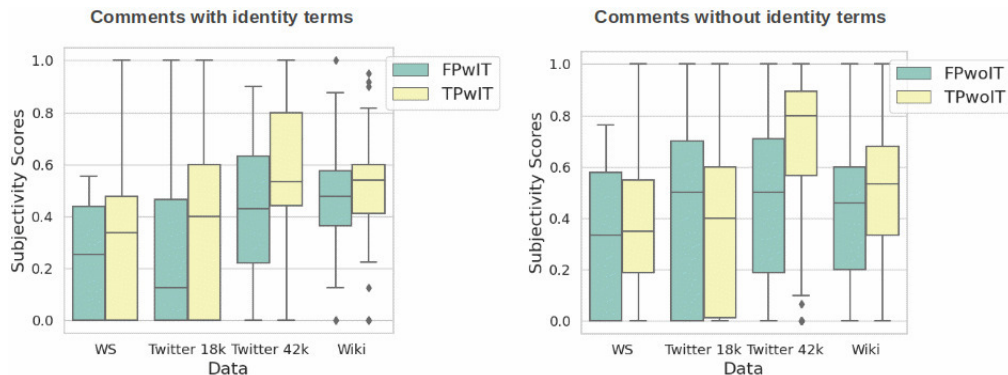 Comments with identity terms
1.0
0.8
0.6
0.4
0.2
0.0
Subjectivity Scores
FPwIT
TPwIT
WS
Twitter 18k
Twitter 42k
Wiki
Data
Comments without identity terms
1.0
0.8
0.6
0.4
0.2
0.0
Subjectivity Scores
FPwoIT
TPwoIT
WS
Twitter 18k
Twitter 42k
Wiki
Data